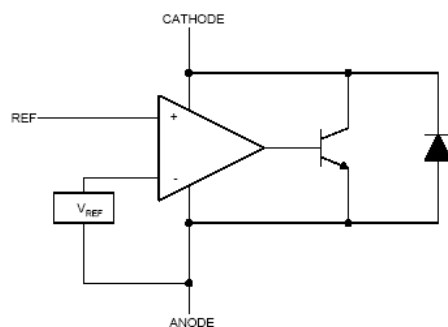 CATHODE
REF
+
-
VREF
ANODE